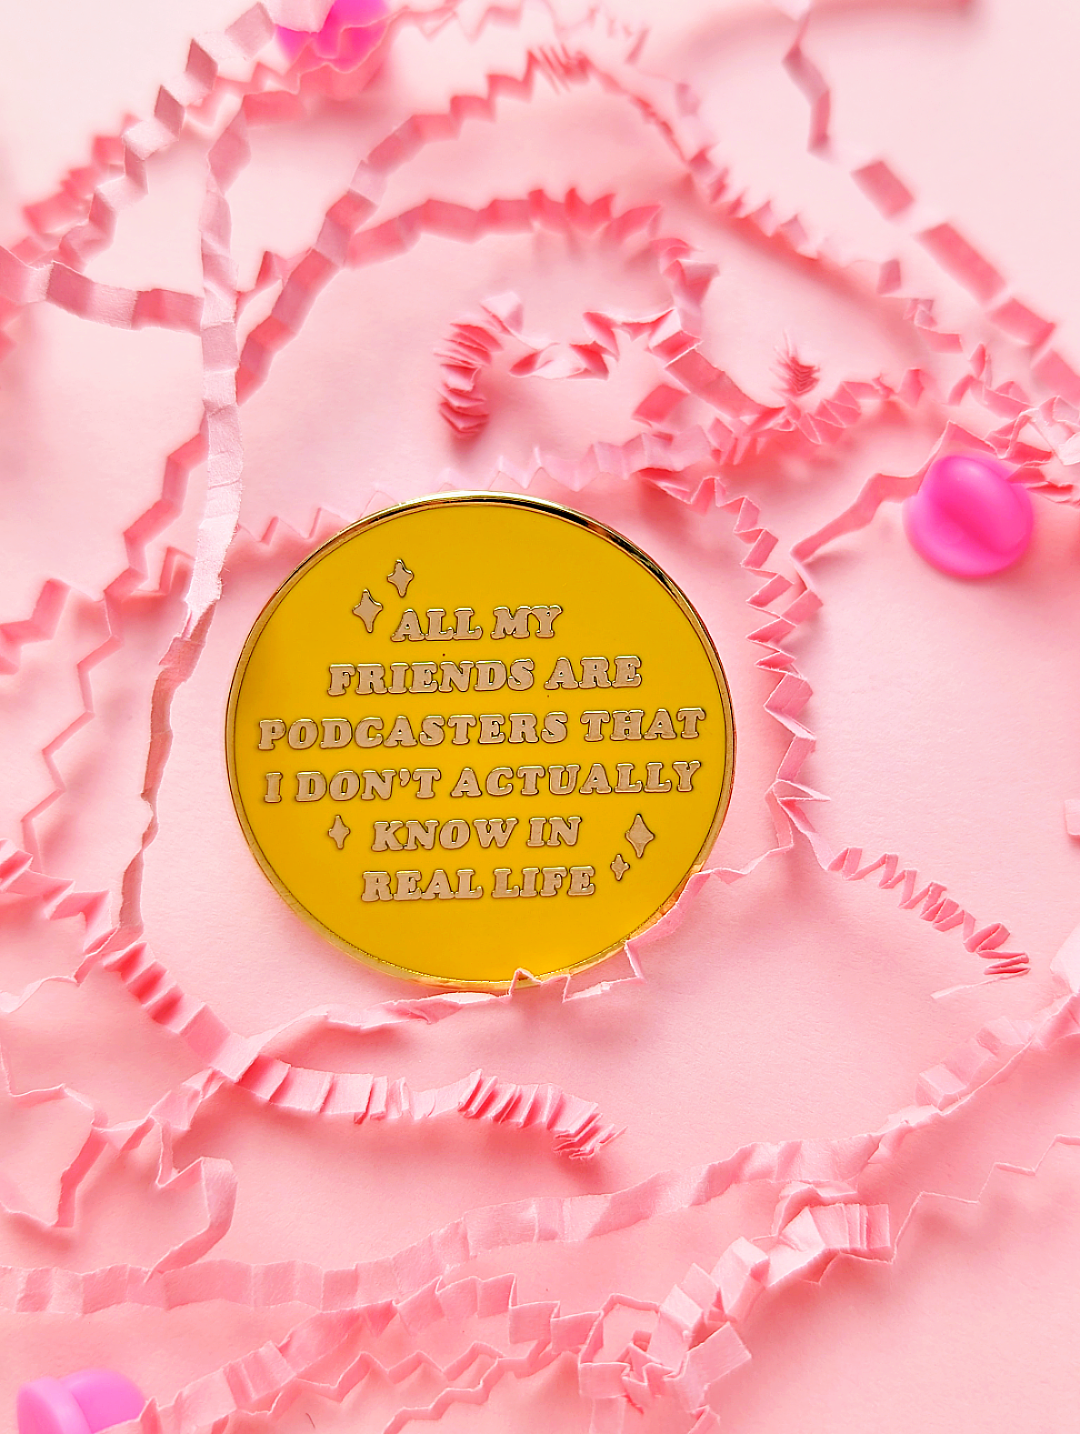 ALL MY
FRIENDS ARE
PODCASTERS THAT
I DON'T ACTUALLY
KNOW IN
REAL LIFE